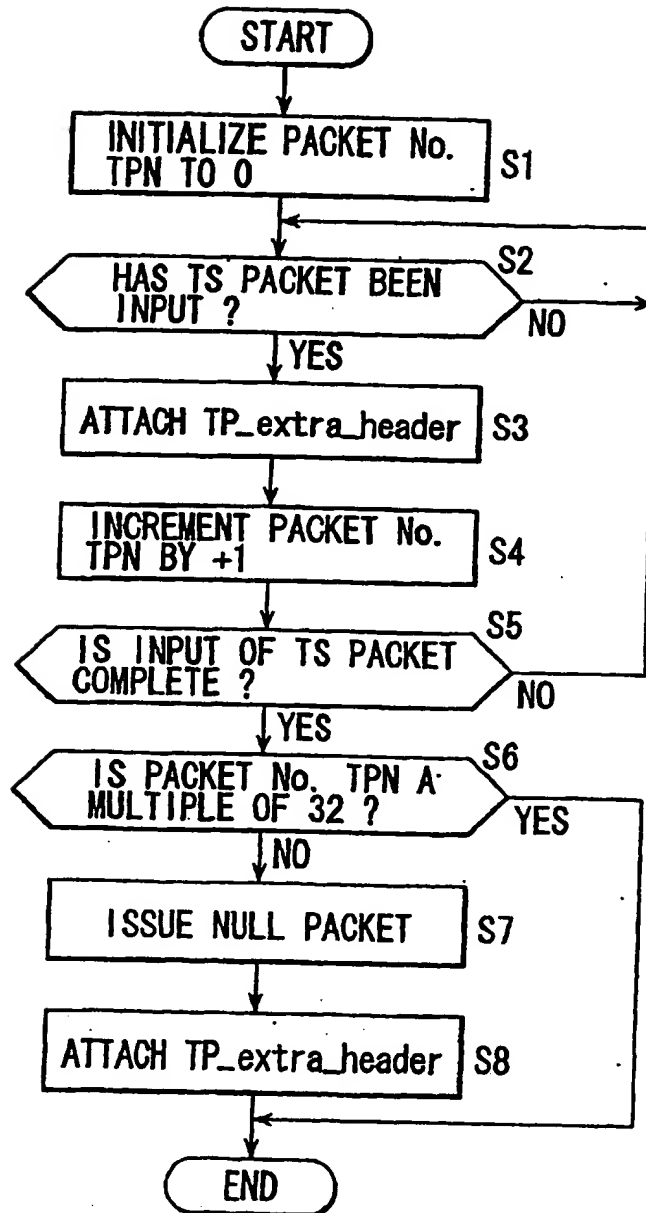 START
INITIALIZE PACKET No.
TPN TO 0
S1
HAS TS PACKET BEEN
INPUT ?
S2
NO
YES
ATTACH TP_extra_header
S3
INCREMENT PACKET No.
TPN BY +1
S4
IS INPUT OF TS PACKET
COMPLETE ?
S5
NO
YES
IS PACKET No. TPN A
MULTIPLE OF 32 ?
S6
YES
NO
ISSUE NULL PACKET
S7
ATTACH TP_extra_header
S8
END